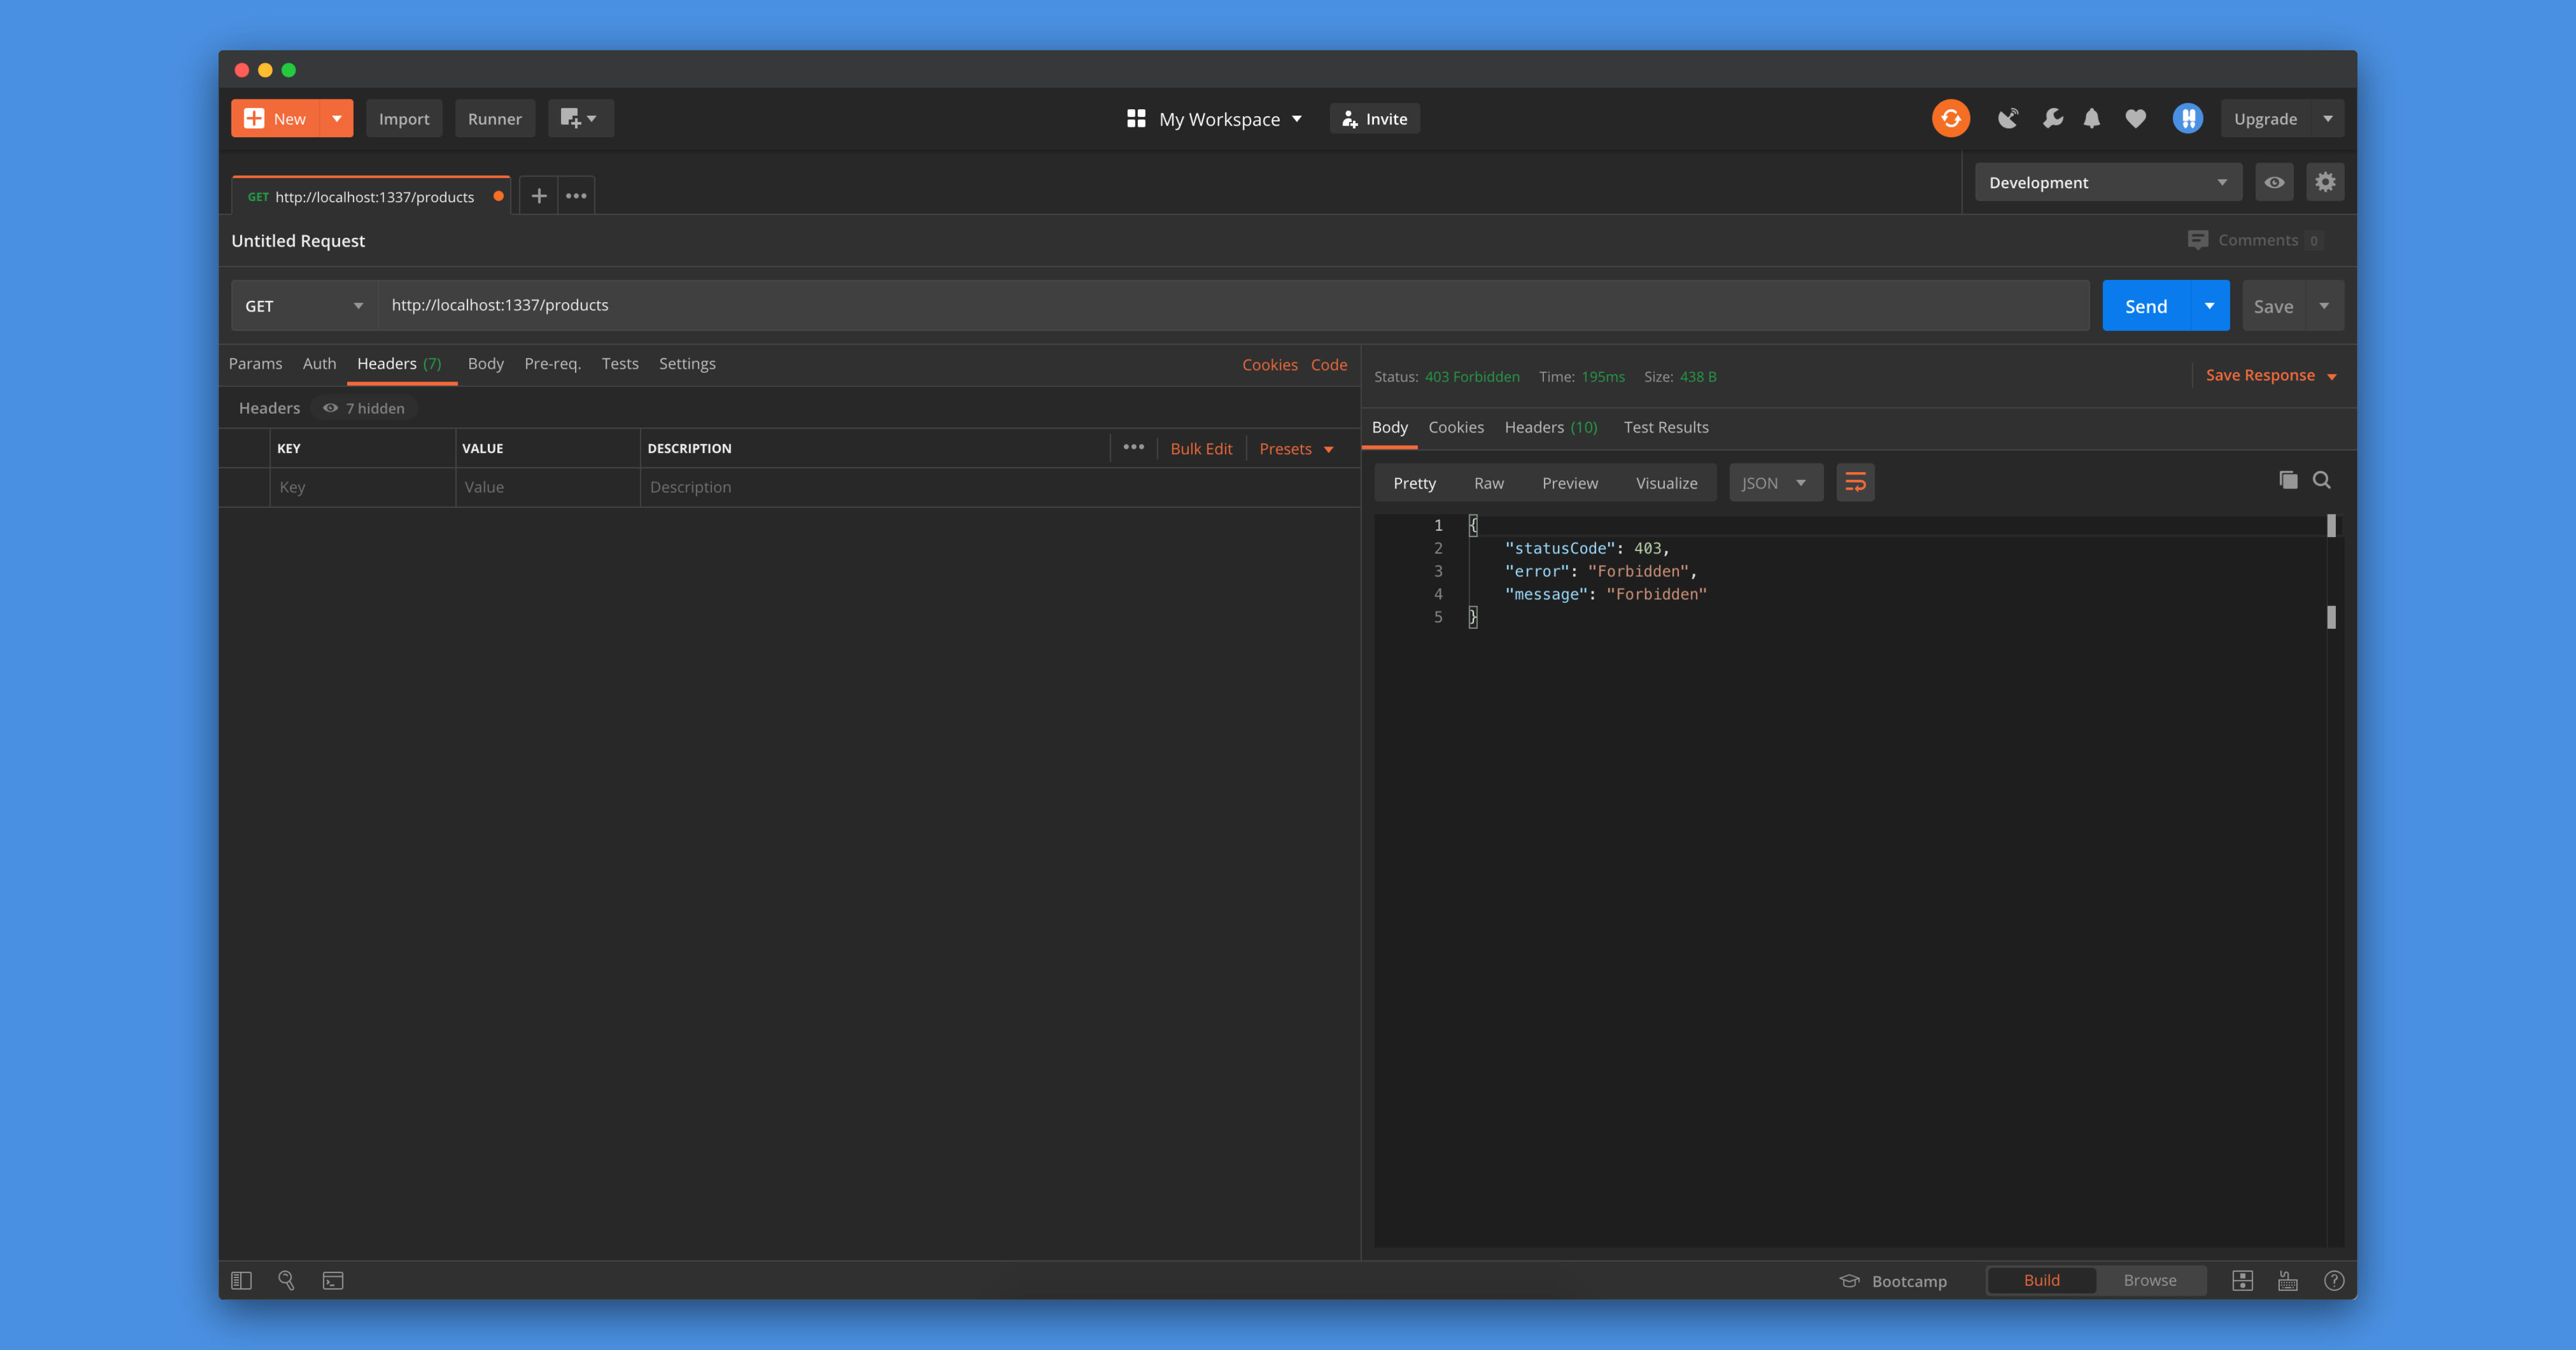 New Import Runner My Workspace Invite Upgrade
GET http://localhost:1337/products Development
Untitled Request Comments 0
GET http://localhost:1337/products Send Save
Params Auth Headers (7) Body Pre-req. Tests Settings Cookies Code
Headers 7 hidden
KEY VALUE DESCRIPTION Bulk Edit Presets
Key Value Description
Status: 403 Forbidden Time: 195ms Size: 438 B Save Response
Body Cookies Headers (10) Test Results
Pretty Raw Preview Visualize JSON
1 {
2 "statusCode": 403,
3 "error": "Forbidden",
4 "message": "Forbidden"
5 }
Bootcamp Build Browse